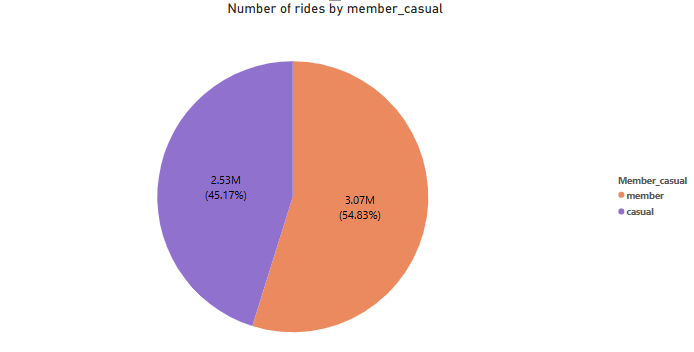 Number of rides by member_casual
2.53M
(45.17%)
3.07M
(54.83%)
Member_casual
member
casual